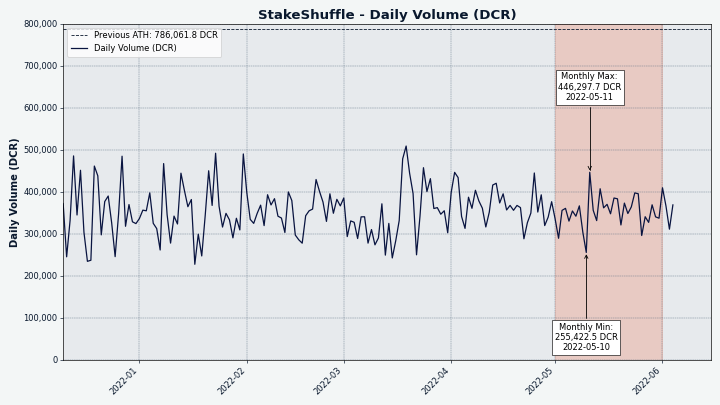 StakeShuffle - Daily Volume (DCR)
Previous ATH: 786,061.8 DCR
Daily Volume (DCR)
Daily Volume (DCR)
800,000
700,000
600,000
500,000
400,000
300,000
200,000
100,000
0
Monthly Max:
446,297.7 DCR
2022-05-11
Monthly Min:
255,422.5 DCR
2022-05-10
2022-01
2022-02
2022-03
2022-04
2022-05
2022-06